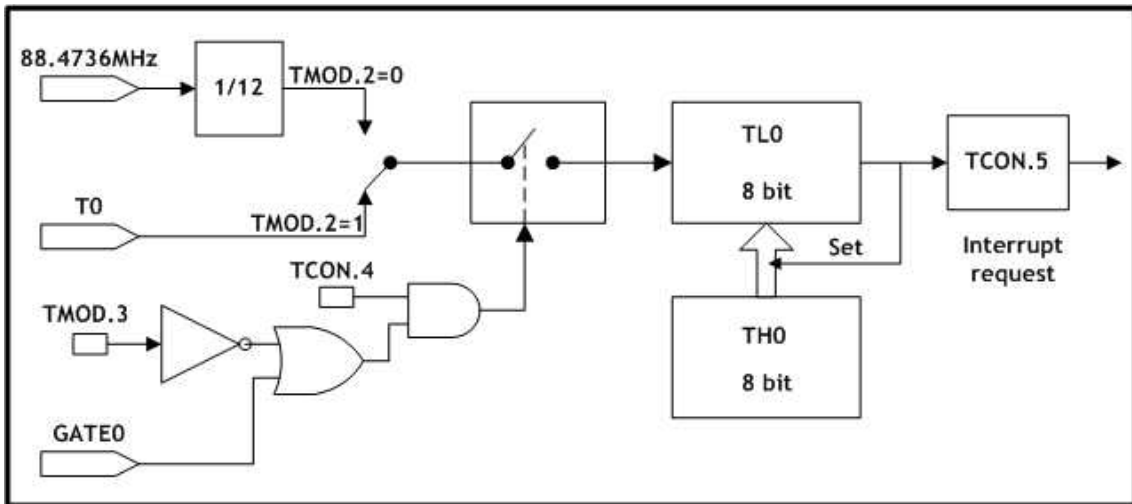 88.4736MHz
1/12
TMOD.2=0
T0
TMOD.2=1
TCON.4
TMOD.3
GATE0
TL0
8 bit
Set
TH0
8 bit
TCON.5
Interrupt
request